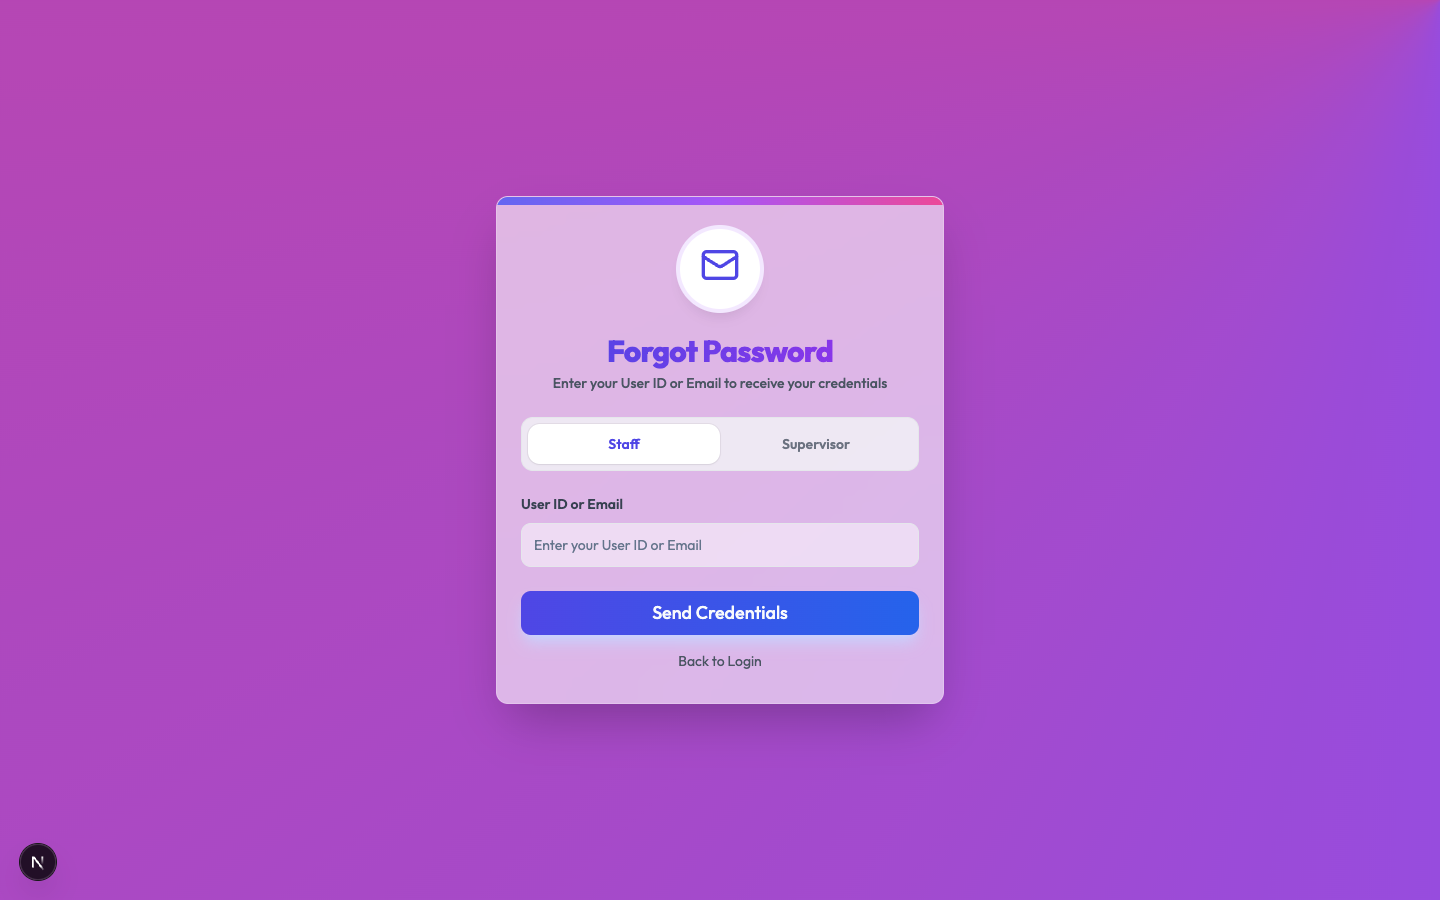 Forgot Password
Enter your User ID or Email to receive your credentials
Staff
Supervisor
User ID or Email
Enter your User ID or Email
Send Credentials
Back to Login
N